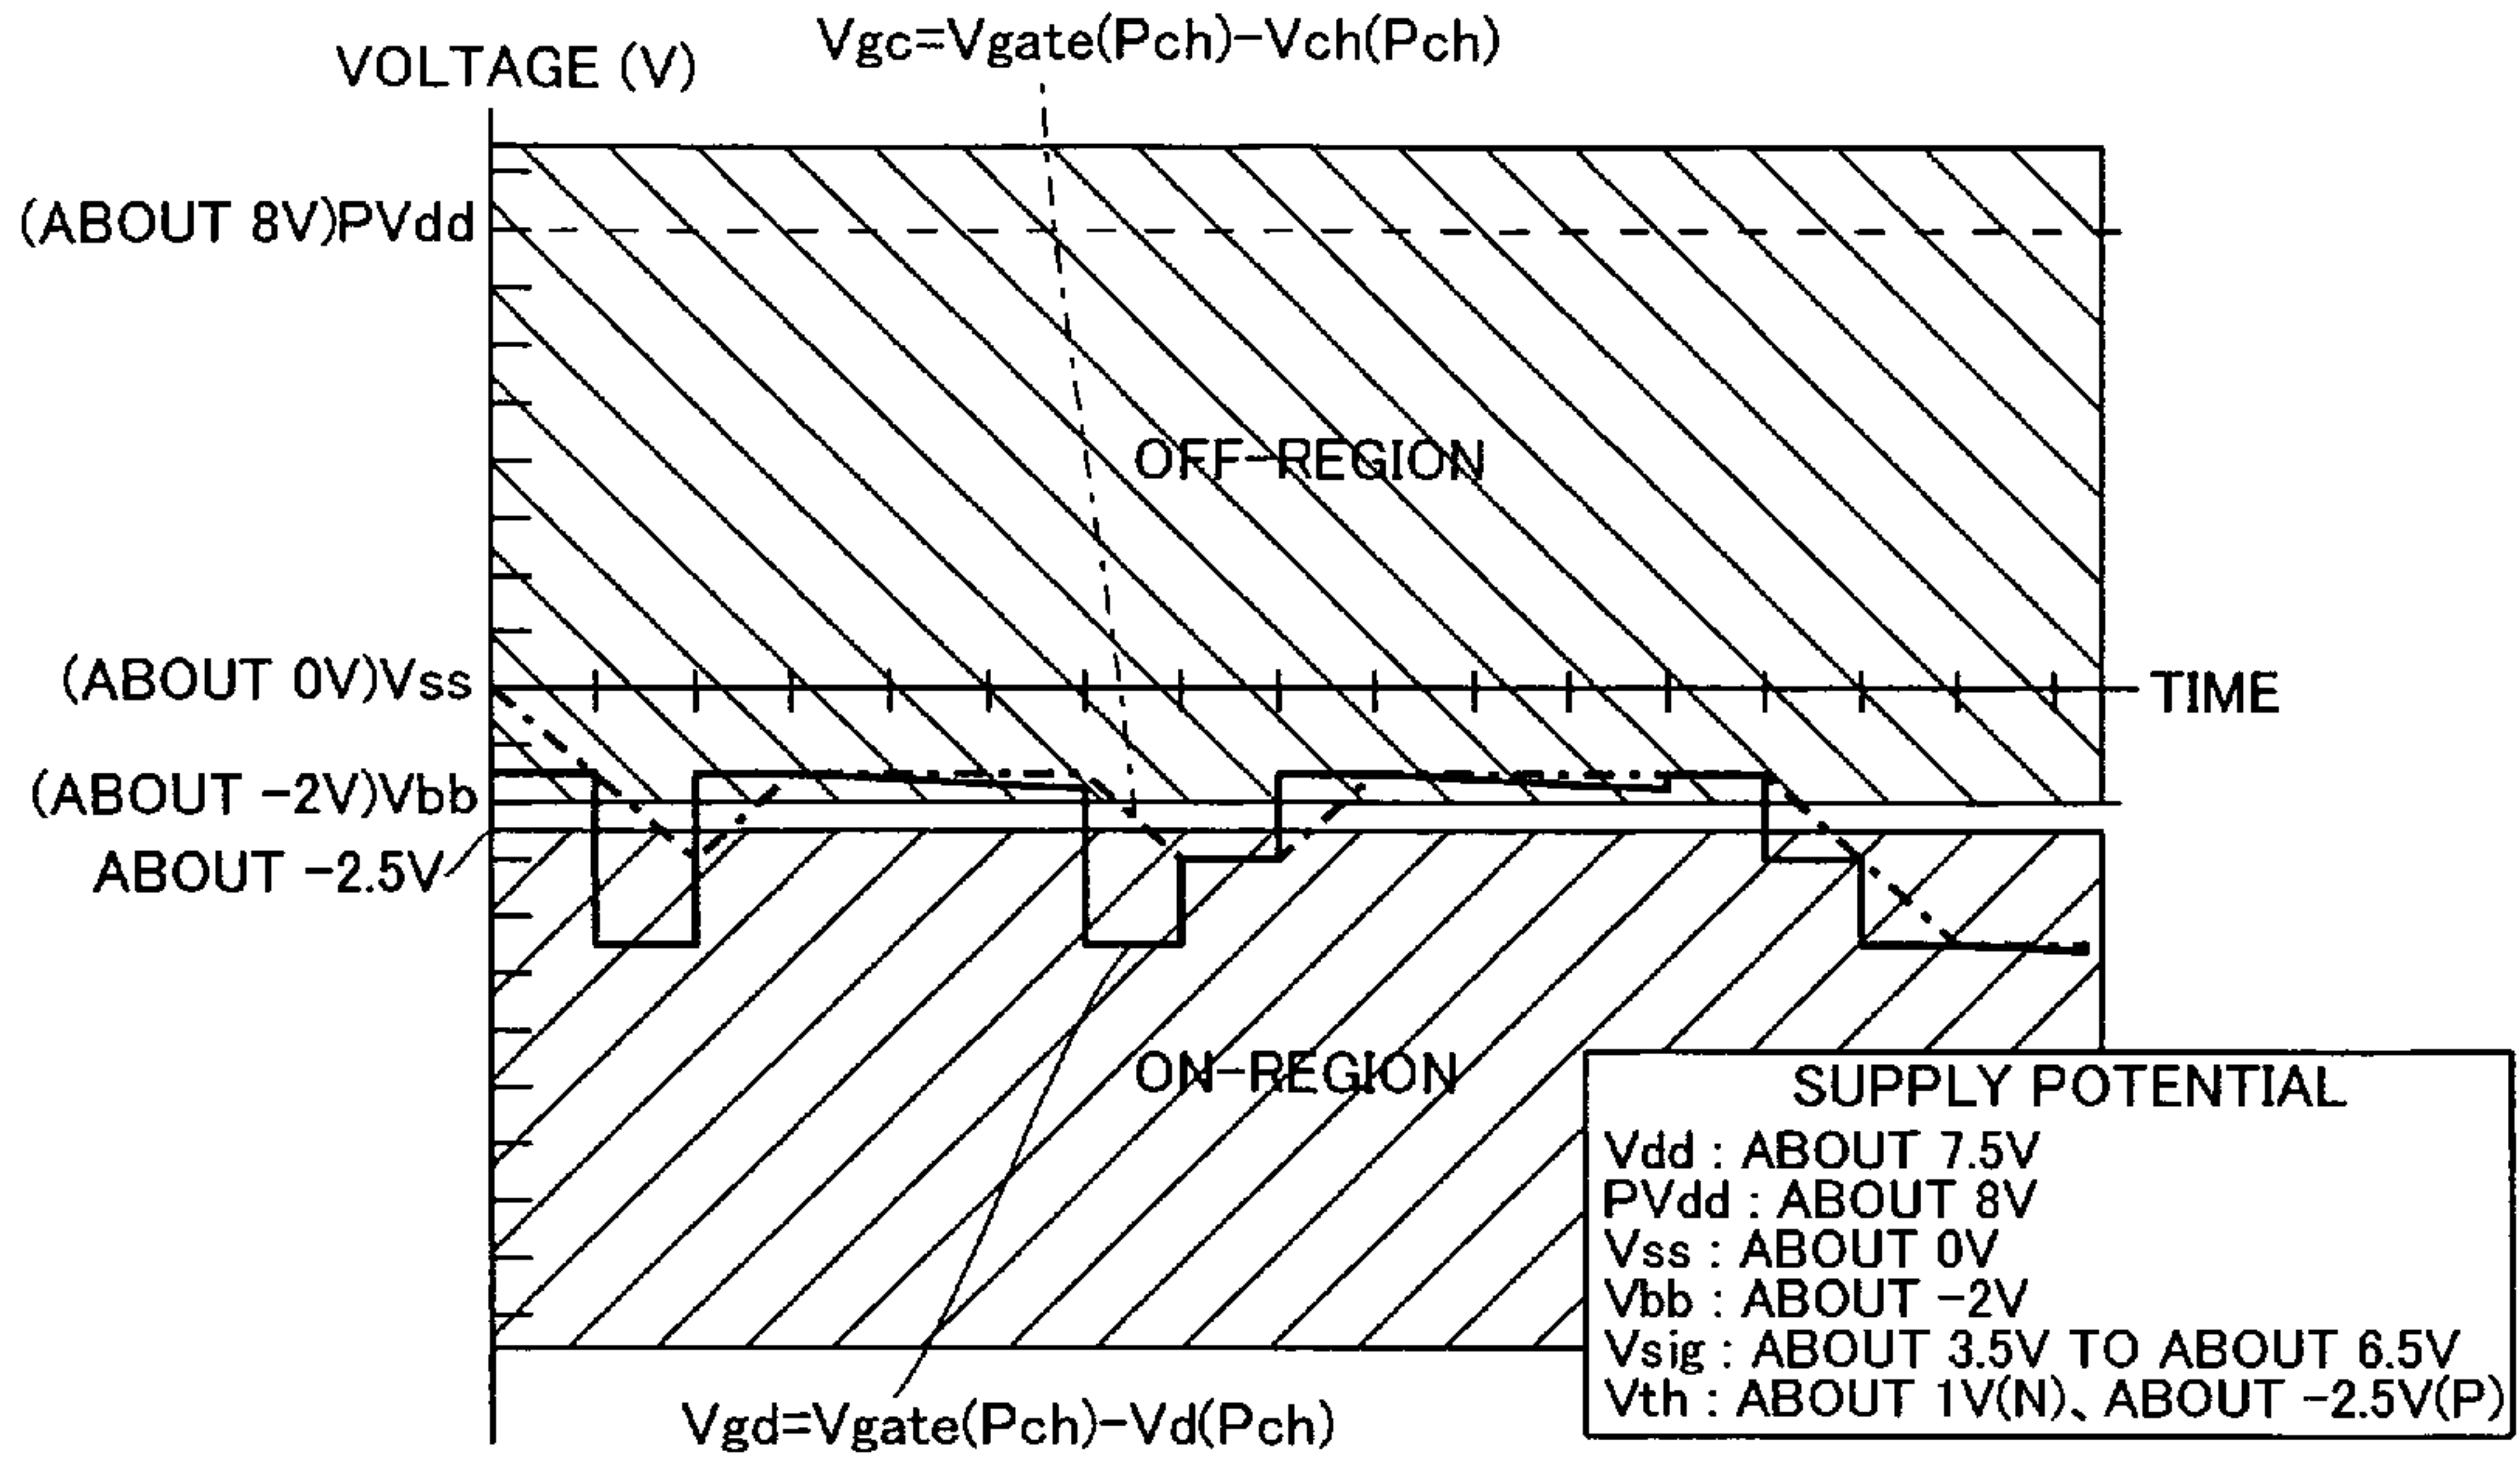 Vgc=Vgate(Pch)-Vch(Pch)
VOLTAGE (V)
(ABOUT 8V)PVdd
OFF-REGION
(ABOUT 0V)Vss
TIME
(ABOUT -2V)Vbb
ABOUT -2.5V
ON-REGION
SUPPLY POTENTIAL
Vdd : ABOUT 7.5V
PVdd : ABOUT 8V
Vss : ABOUT 0V
Vbb : ABOUT -2V
Vsig : ABOUT 3.5V TO ABOUT 6.5V
Vth : ABOUT 1V(N)、ABOUT -2.5V(P)
Vgd=Vgate(Pch)-Vd(Pch)